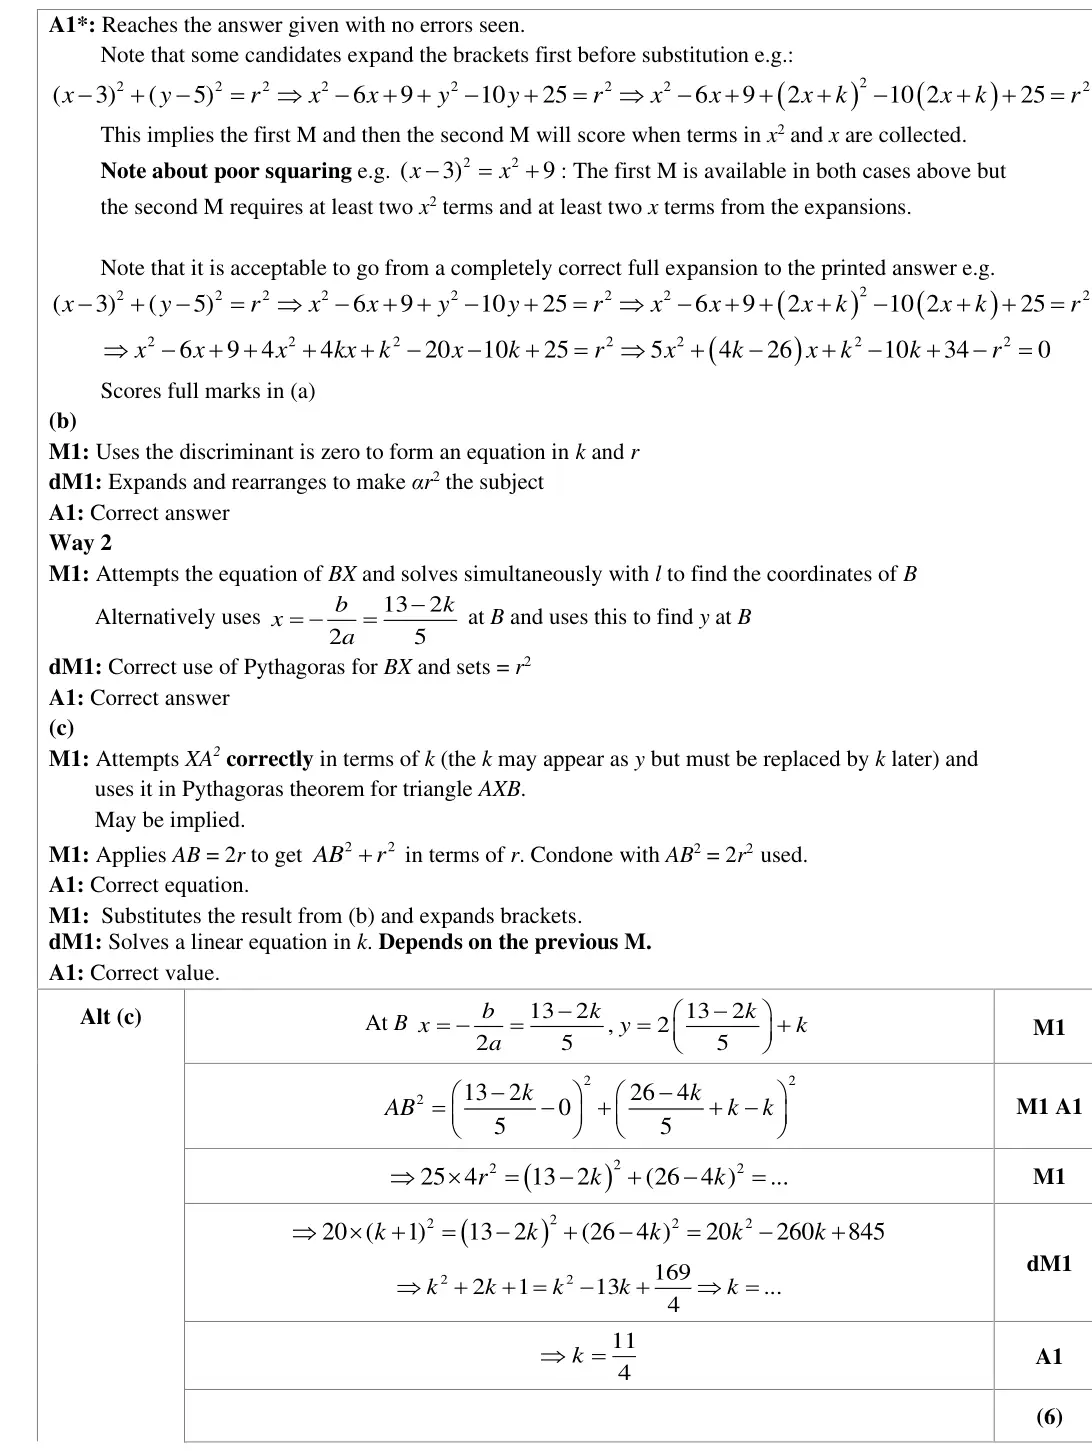 A1*: Reaches the answer given with no errors seen.
Note that some candidates expand the brackets first before substitution e.g.:
(x−3)² + (y−5)² = r² ⇒ x² − 6x + 9 + y² − 10y + 25 = r² ⇒ x² − 6x + 9 + (2x + k)² − 10(2x + k) + 25 = r²
This implies the first M and then the second M will score when terms in x² and x are collected.
Note about poor squaring e.g. (x−3)² = x² + 9 : The first M is available in both cases above but
the second M requires at least two x² terms and at least two x terms from the expansions.
Note that it is acceptable to go from a completely correct full expansion to the printed answer e.g.
(x−3)² + (y−5)² = r² ⇒ x² − 6x + 9 + y² − 10y + 25 = r² ⇒ x² − 6x + 9 + (2x + k)² − 10(2x + k) + 25 = r²
⇒ x² − 6x + 9 + 4x² + 4kx + k² − 20x − 10k + 25 = r² ⇒ 5x² + (4k − 26)x + k² − 10k + 34 − r² = 0
Scores full marks in (a)
(b)
M1: Uses the discriminant is zero to form an equation in k and r
dM1: Expands and rearranges to make αr² the subject
A1: Correct answer
Way 2
M1: Attempts the equation of BX and solves simultaneously with l to find the coordinates of B
Alternatively uses x = −b/2a = (13 − 2k)/5 at B and uses this to find y at B
dM1: Correct use of Pythagoras for BX and sets = r²
A1: Correct answer
(c)
M1: Attempts XA² correctly in terms of k (the k may appear as y but must be replaced by k later) and
uses it in Pythagoras theorem for triangle AXB.
May be implied.
M1: Applies AB = 2r to get AB² + r² in terms of r. Condone with AB² = 2r² used.
A1: Correct equation.
M1: Substitutes the result from (b) and expands brackets.
dM1: Solves a linear equation in k. Depends on the previous M.
A1: Correct value.
Alt (c) At B x = −b/2a = (13 − 2k)/5 , y = 2((13 − 2k)/5) + k M1
AB² = ((13 − 2k)/5 − 0)² + ((26 − 4k)/5 + k − k)² M1 A1
⇒ 25 × 4r² = (13 − 2k)² + (26 − 4k)² = ... M1
⇒ 20 × (k + 1)² = (13 − 2k)² + (26 − 4k)² = 20k² − 260k + 845
⇒ k² + 2k + 1 = k² − 13k + 169/4 ⇒ k = ... dM1
⇒ k = 11/4 A1
(6)